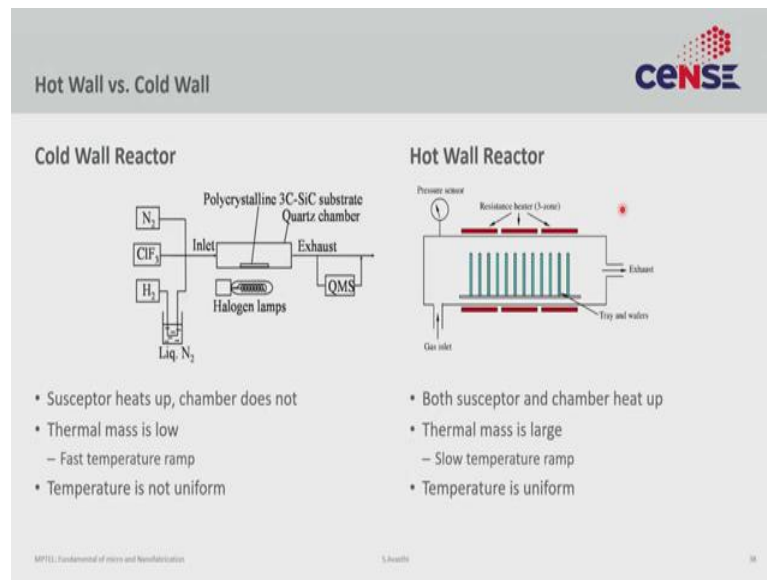 CeNSE
Hot Wall vs. Cold Wall
Cold Wall Reactor
Polycrystalline 3C-SiC substrate
Quartz chamber
N₂
ClF₃
H₂
Inlet
Exhaust
QMS
Halogen lamps
Liq. N₂
• Susceptor heats up, chamber does not
• Thermal mass is low
– Fast temperature ramp
• Temperature is not uniform
Hot Wall Reactor
Pressure sensor
Resistance heater (3-zone)
Exhaust
Tray and wafers
Gas inlet
• Both susceptor and chamber heat up
• Thermal mass is large
– Slow temperature ramp
• Temperature is uniform
NPTEL: Fundamental of micro and Nanofabrication
S.Avasthi